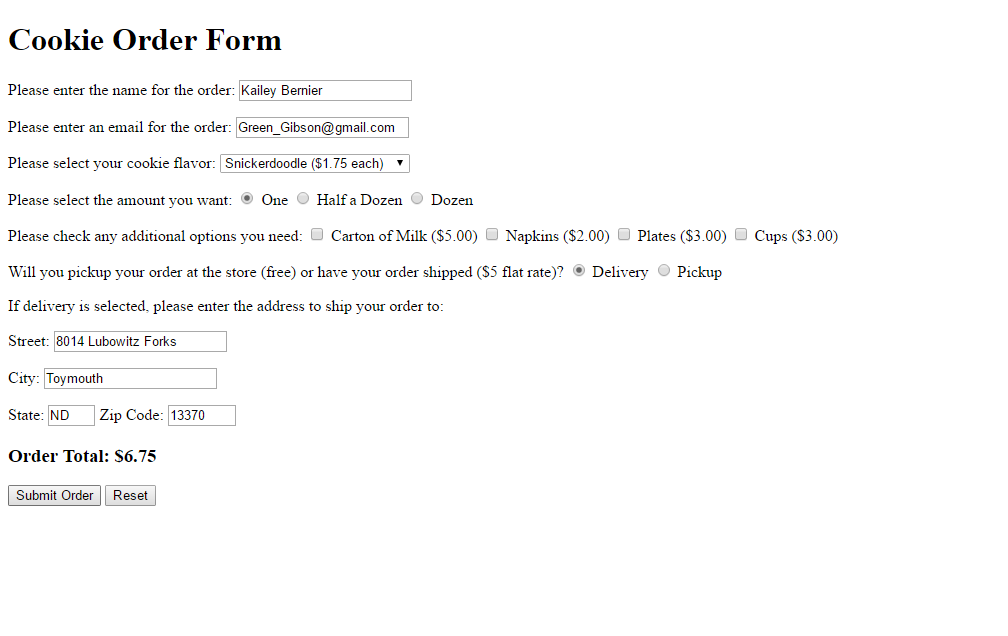 Cookie Order Form
Please enter the name for the order: Kailey Bernier
Please enter an email for the order: Green_Gibson@gmail.com
Please select your cookie flavor: Snickerdoodle ($1.75 each)
Please select the amount you want: One Half a Dozen Dozen
Please check any additional options you need: Carton of Milk ($5.00) Napkins ($2.00) Plates ($3.00) Cups ($3.00)
Will you pickup your order at the store (free) or have your order shipped ($5 flat rate)? Delivery Pickup
If delivery is selected, please enter the address to ship your order to:
Street: 8014 Lubowitz Forks
City: Toymouth
State: ND Zip Code: 13370
Order Total: $6.75
Submit Order Reset